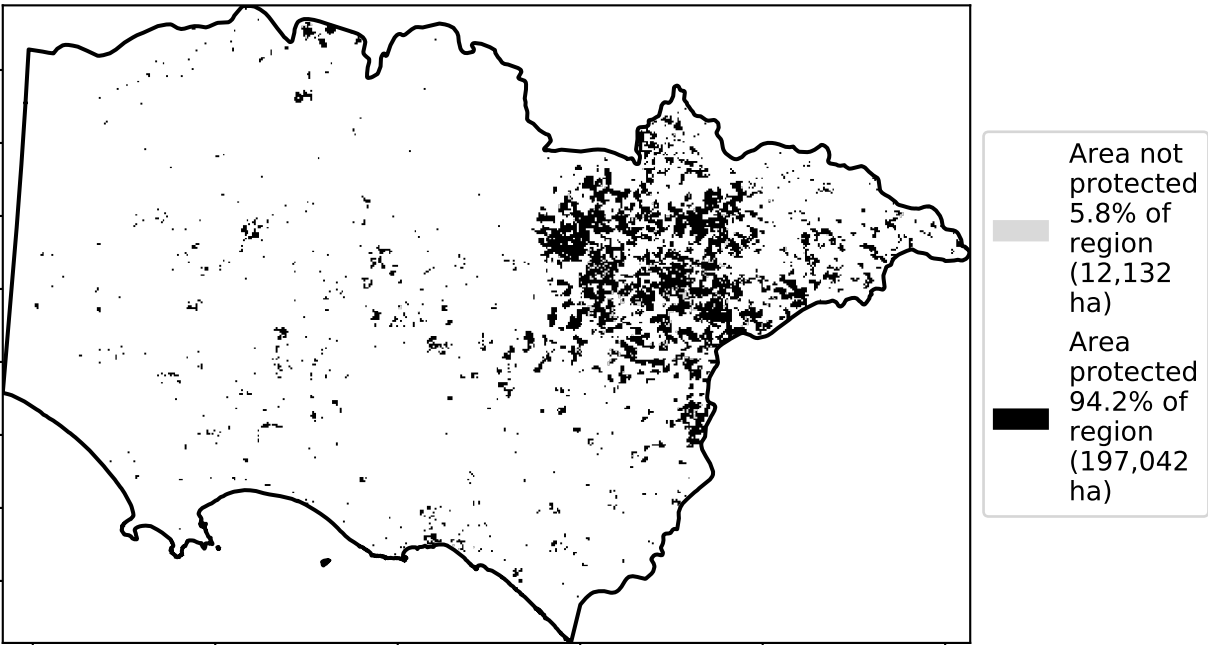 Area not
protected
5.8% of
region
(12,132
ha)
Area
protected
94.2% of
region
(197,042
ha)